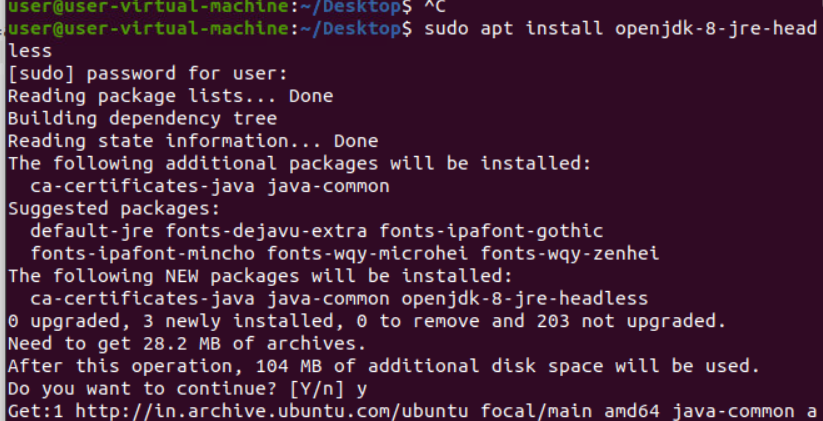 user@user-virtual-machine:~/Desktop$ ^C
user@user-virtual-machine:~/Desktop$ sudo apt install openjdk-8-jre-head
less
[sudo] password for user:
Reading package lists... Done
Building dependency tree
Reading state information... Done
The following additional packages will be installed:
  ca-certificates-java java-common
Suggested packages:
  default-jre fonts-dejavu-extra fonts-ipafont-gothic
  fonts-ipafont-mincho fonts-wqy-microhei fonts-wqy-zenhei
The following NEW packages will be installed:
  ca-certificates-java java-common openjdk-8-jre-headless
0 upgraded, 3 newly installed, 0 to remove and 203 not upgraded.
Need to get 28.2 MB of archives.
After this operation, 104 MB of additional disk space will be used.
Do you want to continue? [Y/n] y
Get:1 http://in.archive.ubuntu.com/ubuntu focal/main amd64 java-common a